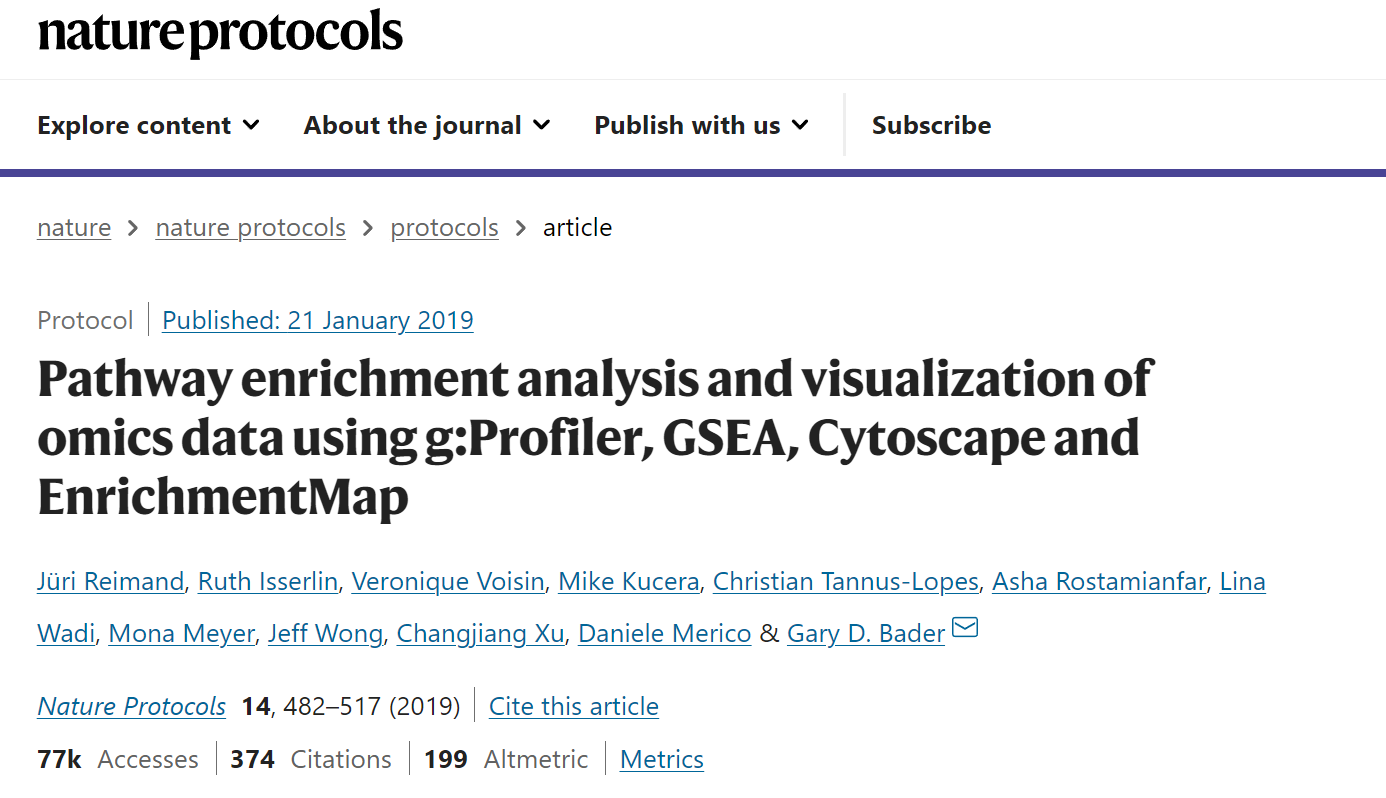 nature protocols
Explore content About the journal Publish with us Subscribe
nature > nature protocols > protocols > article
Protocol | Published: 21 January 2019
Pathway enrichment analysis and visualization of
omics data using g:Profiler, GSEA, Cytoscape and
EnrichmentMap
Jüri Reimand, Ruth Isserlin, Veronique Voisin, Mike Kucera, Christian Tannus-Lopes, Asha Rostamianfar, Lina
Wadi, Mona Meyer, Jeff Wong, Changjiang Xu, Daniele Merico & Gary D. Bader
Nature Protocols 14, 482–517 (2019) | Cite this article
77k Accesses | 374 Citations | 199 Altmetric | Metrics